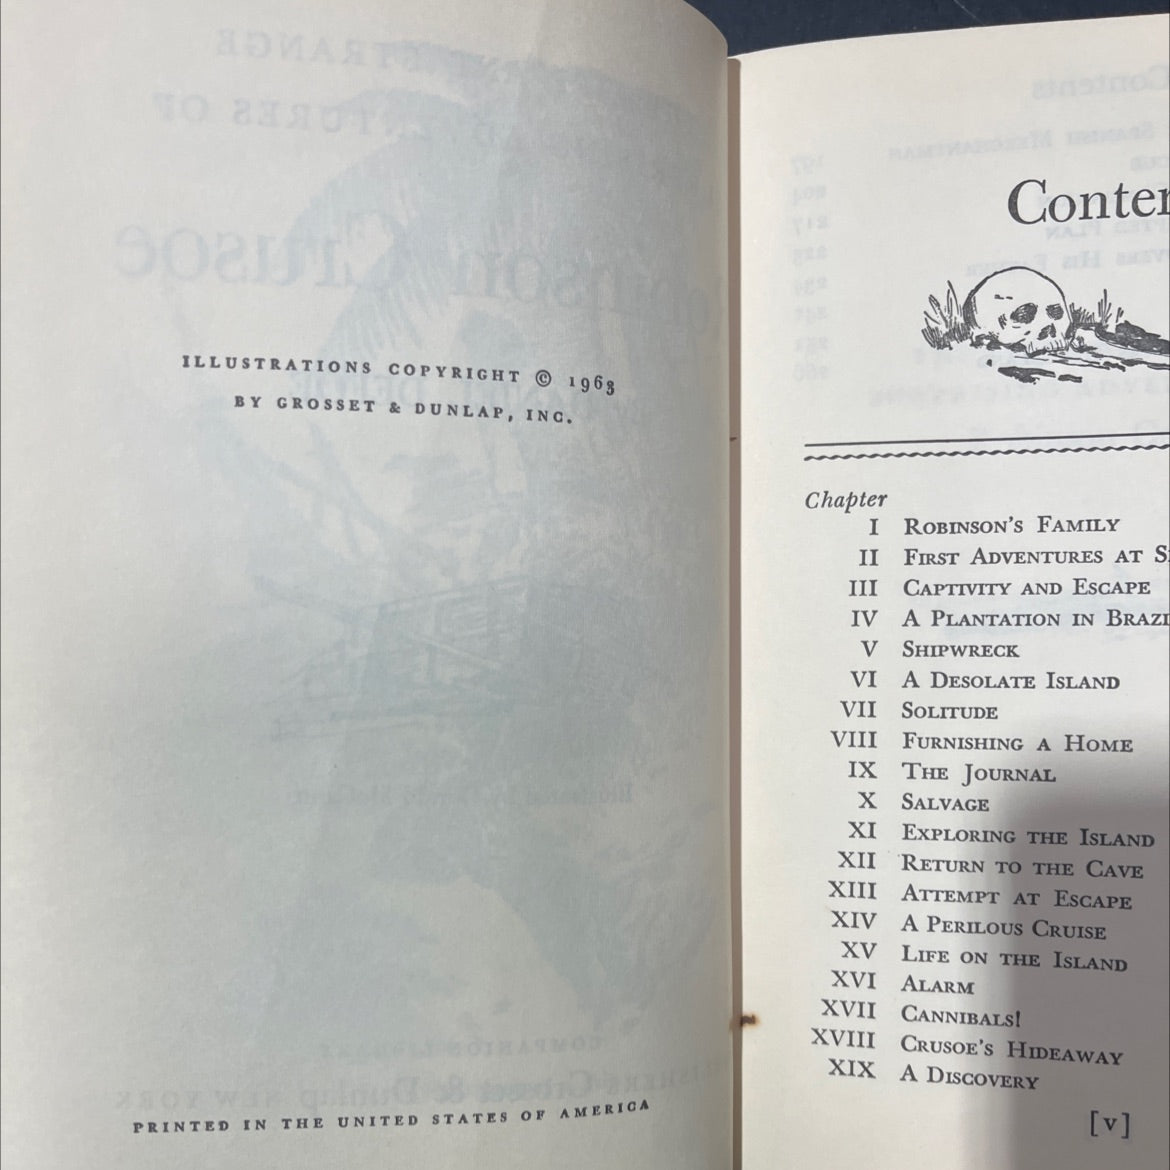 ILLUSTRATIONS COPYRIGHT © 1963
BY GROSSET & DUNLAP, INC.
PRINTED IN THE UNITED STATES OF AMERICA
Chapter
I ROBINSON'S FAMILY
II FIRST ADVENTURES AT
III CAPTIVITY AND ESCAPE
IV A PLANTATION IN
V SHIPWRECK
VI A DESOLATE ISLAND
VII SOLITUDE
VIII FURNISHING A HOME
IX THE JOURNAL
X SALVAGE
XI EXPLORING THE ISLAND
XII RETURN TO THE CAVE
XIII ATTEMPT AT ESCAPE
XIV A PERILOUS CRUISE
XV LIFE ON THE ISLAND
XVI ALARM
XVII CANNIBALS!
XVIII CRUSOE'S HIDEAWAY
XIX A DISCOVERY
[v]